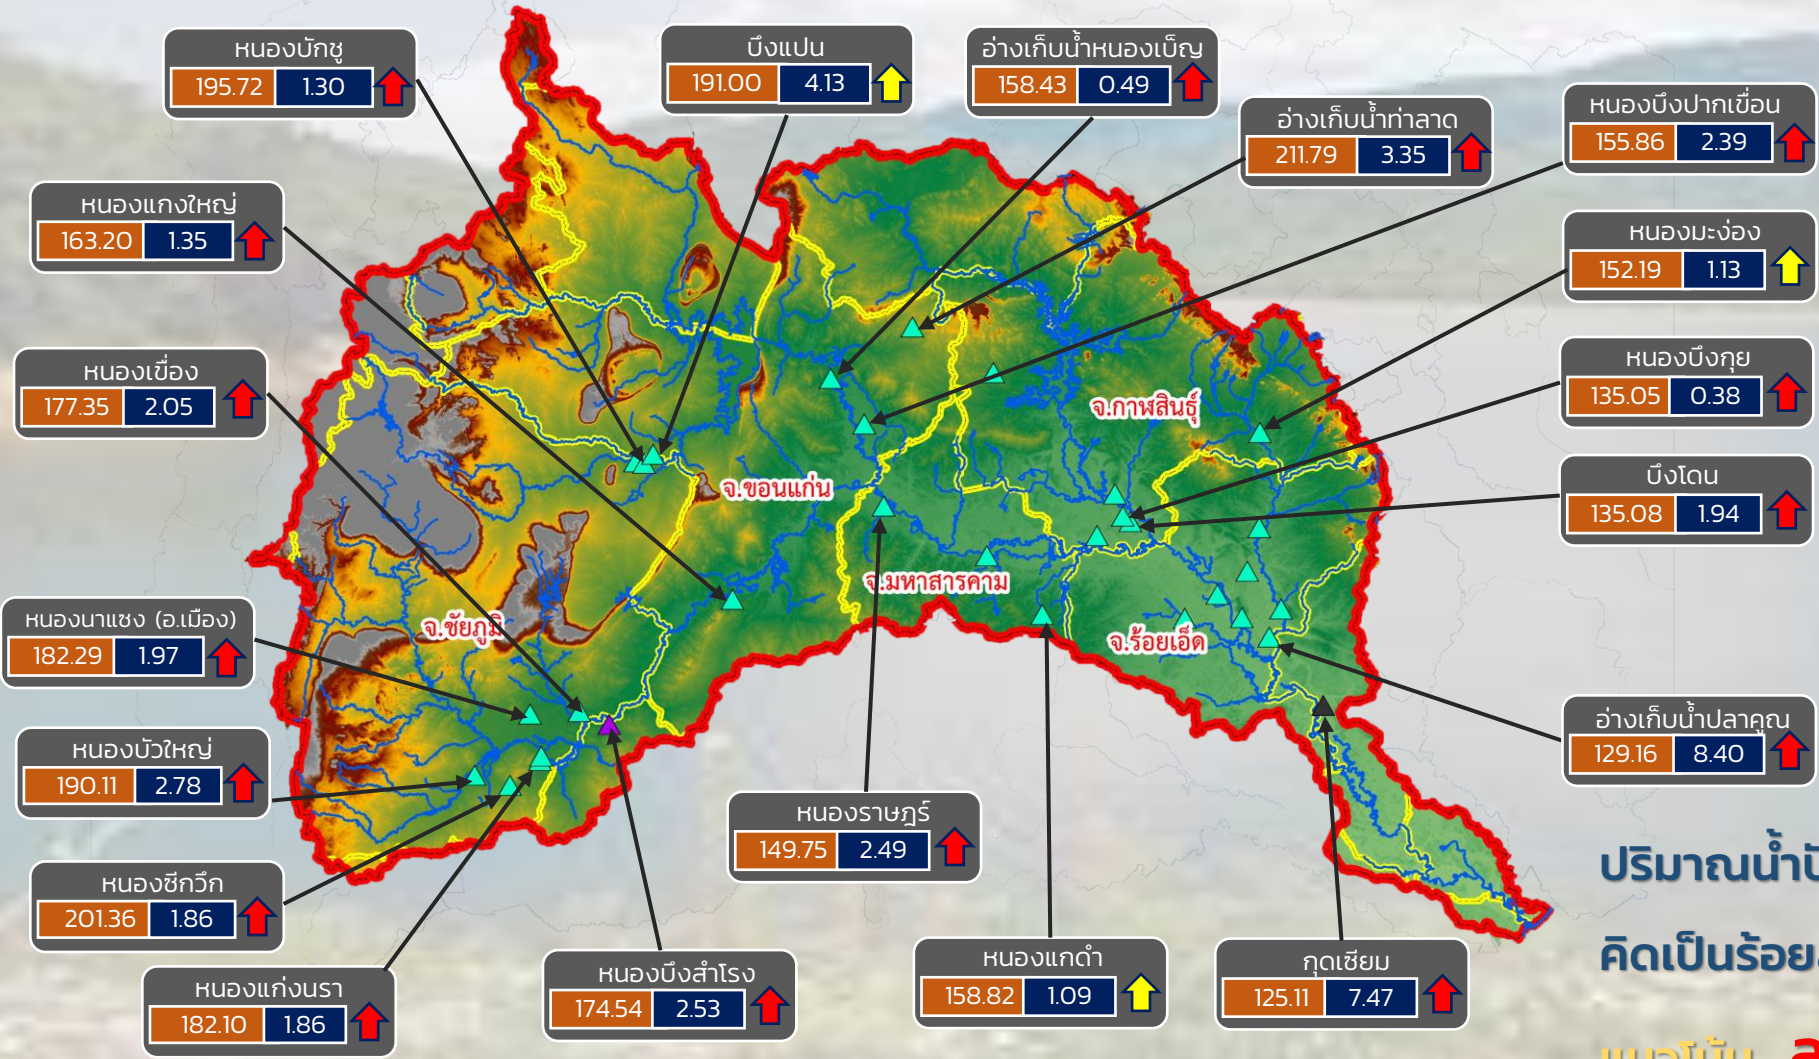 หนองบักชู
195.72 1.30
บึงแปน
191.00 4.13
อ่างเก็บน้ำหนองเบ็ญ
158.43 0.49
อ่างเก็บน้ำท่าลาด
211.79 3.35
หนองบึงปากเขื่อน
155.86 2.39
หนองแกงใหญ่
163.20 1.35
หนองมะง่อง
152.19 1.13
หนองเขื่อง
177.35 2.05
หนองบึงกุย
135.05 0.38
จ.กาฬสินธุ์
บึงโดน
135.08 1.94
จ.ขอนแก่น
จ.มหาสารคาม
หนองนาแซง (อ.เมือง)
182.29 1.97
จ.ชัยภูมิ
จ.ร้อยเอ็ด
อ่างเก็บน้ำปลาคูณ
129.16 8.40
หนองบัวใหญ่
190.11 2.78
หนองราษฎร์
149.75 2.49
หนองซีกวึก
201.36 1.86
หนองแก่งนรา
182.10 1.86
หนองบึงสำโรง
174.54 2.53
หนองแกดำ
158.82 1.09
กุดเชียม
125.11 7.47
ปริมาณน้ำ
คิดเป็นร้อย
แนวโน้ม